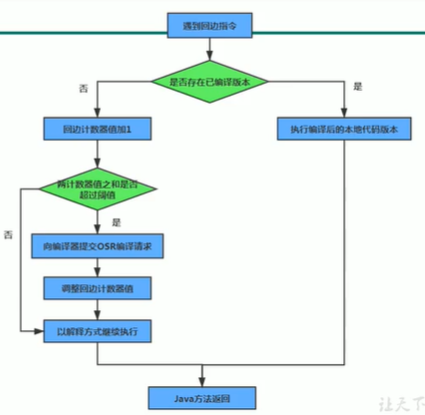 遇到回边指令
是否存在已编译版本
否
是
回边计数器值加1
执行编译后的本地代码版本
两计数器值之和是否
超过阈值
否
是
向编译器提交OSR编译请求
调整回边计数器值
以解释方式继续执行
Java方法返回
让天下